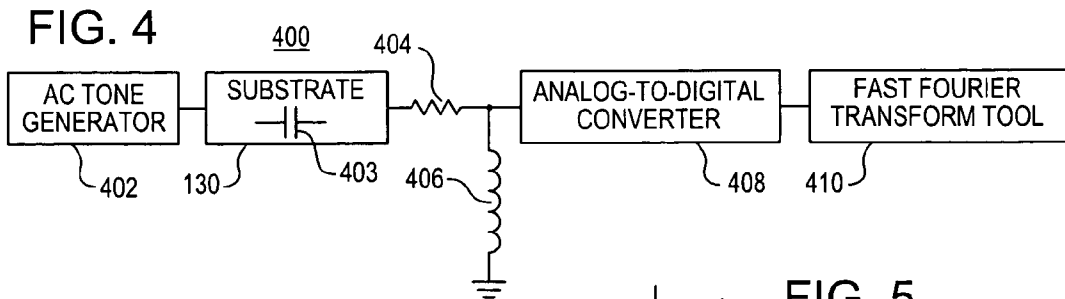 FIG. 4
400
404
AC TONE
GENERATOR
SUBSTRATE
ANALOG-TO-DIGITAL
CONVERTER
FAST FOURIER
TRANSFORM TOOL
402
130
403
406
408
410
FIG. 5